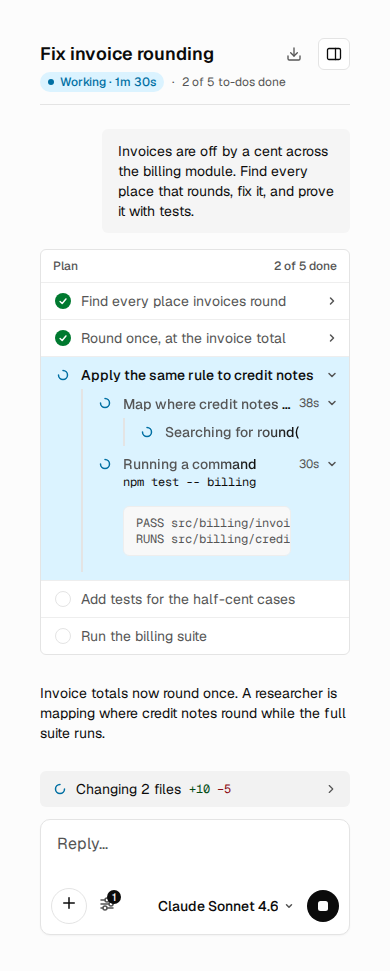 Fix invoice rounding
Working · 1m 30s · 2 of 5 to-dos done
Invoices are off by a cent across
the billing module. Find every
place that rounds, fix it, and prove
it with tests.
Plan 2 of 5 done
Find every place invoices round
Round once, at the invoice total
Apply the same rule to credit notes
Map where credit notes ... 38s
Searching for round(
Running a command 30s
npm test -- billing
PASS src/billing/invoi
RUNS src/billing/credi
Add tests for the half-cent cases
Run the billing suite
Invoice totals now round once. A researcher is
mapping where credit notes round while the full
suite runs.
Changing 2 files +10 −5
Reply...
1
Claude Sonnet 4.6